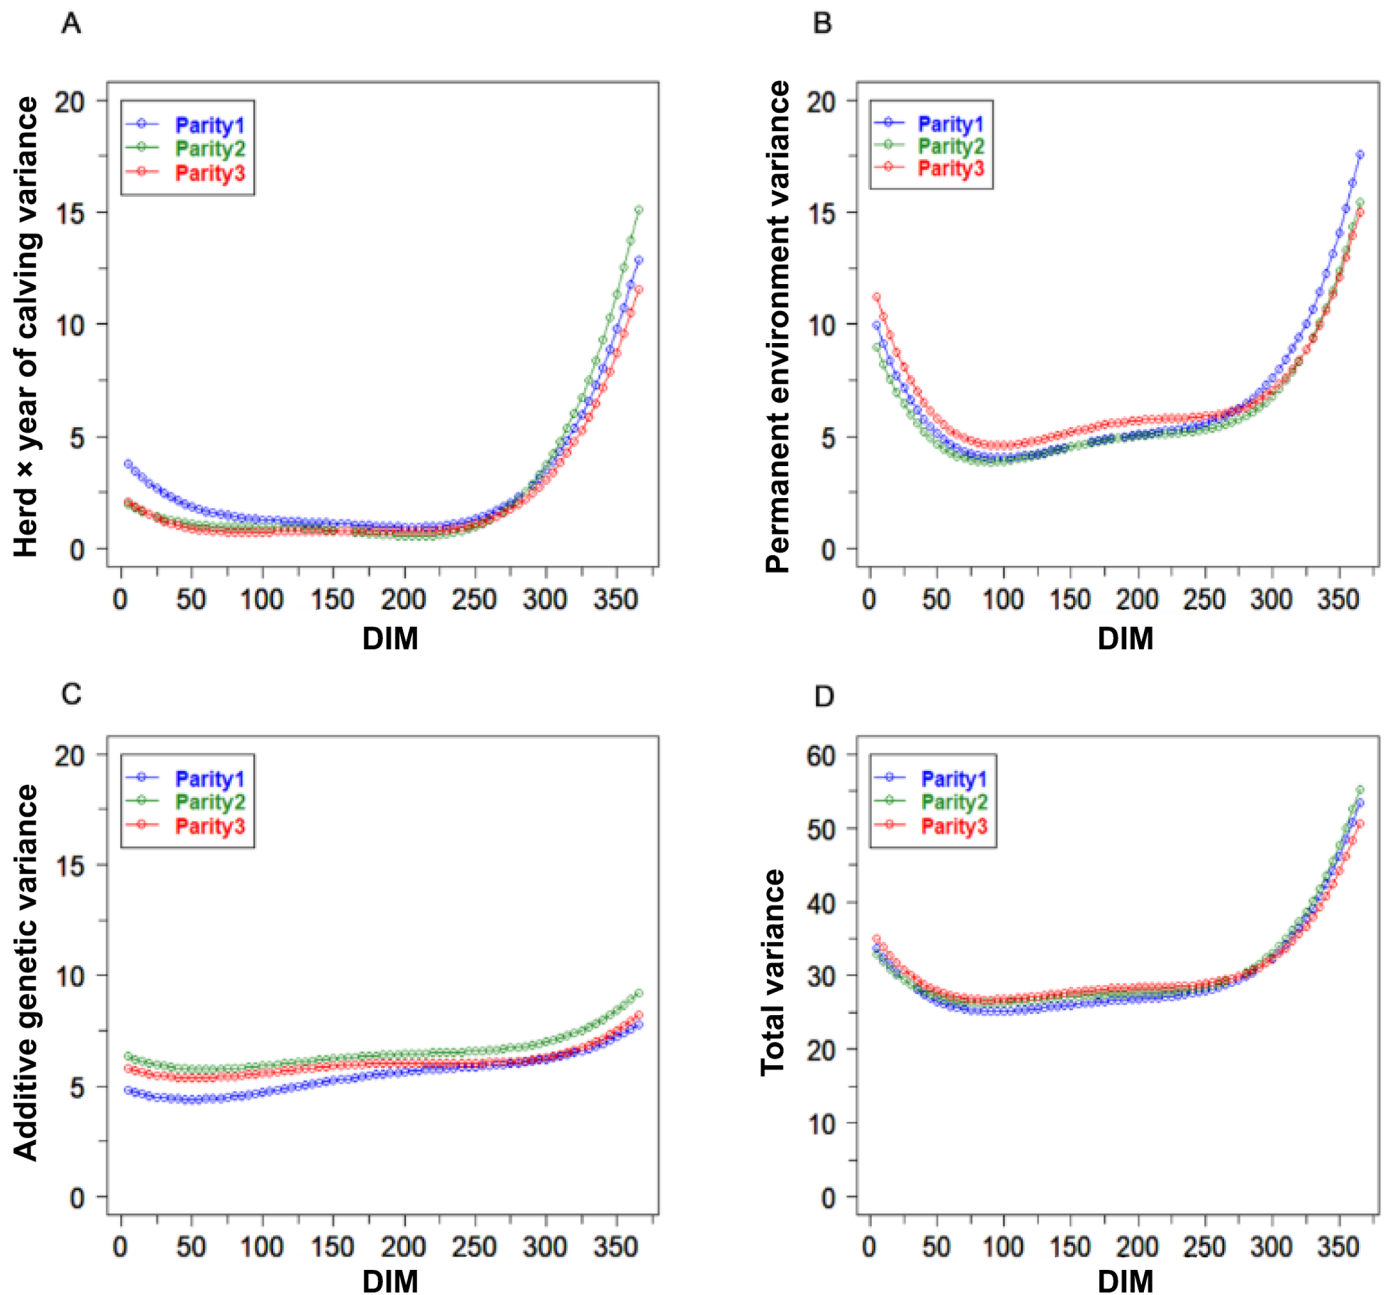 A
Herd × year of calving variance
20
15
10
5
0
Parity1
Parity2
Parity3
0 50 100 150 200 250 300 350
DIM
B
Permanent environment variance
20
15
10
5
0
Parity1
Parity2
Parity3
0 50 100 150 200 250 300 350
DIM
C
Additive genetic variance
20
15
10
5
0
Parity1
Parity2
Parity3
0 50 100 150 200 250 300 350
DIM
D
Total variance
60
50
40
30
20
10
0
Parity1
Parity2
Parity3
0 50 100 150 200 250 300 350
DIM